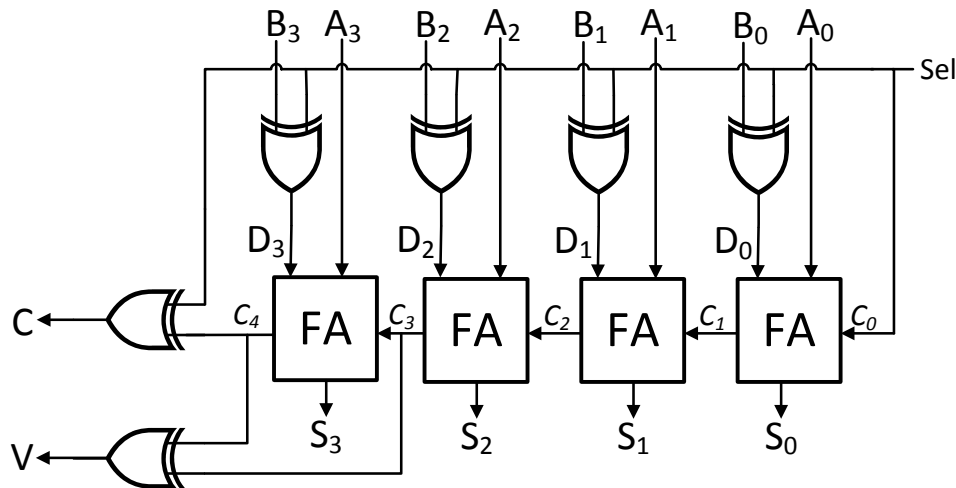 B₃ A₃ B₂ A₂ B₁ A₁ B₀ A₀
Sel
D₃ D₂ D₁ D₀
C C₄ FA C₃ FA C₂ FA C₁ FA C₀
V S₃ S₂ S₁ S₀